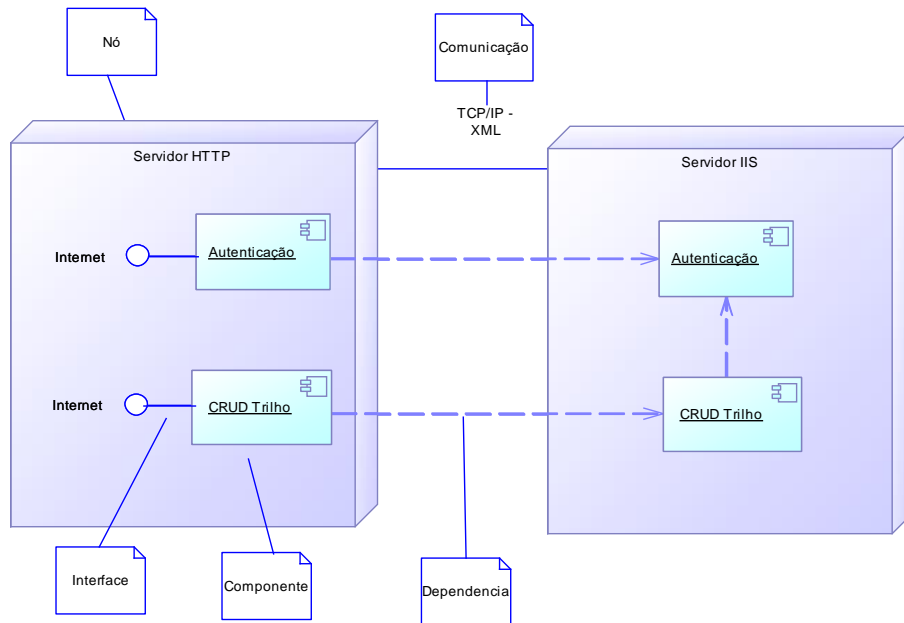 Nó
Comunicação
TCP/IP -
XML
Servidor HTTP
Servidor IIS
Internet
Autenticação
Autenticação
Internet
CRUD Trilho
CRUD Trilho
Interface
Componente
Dependencia